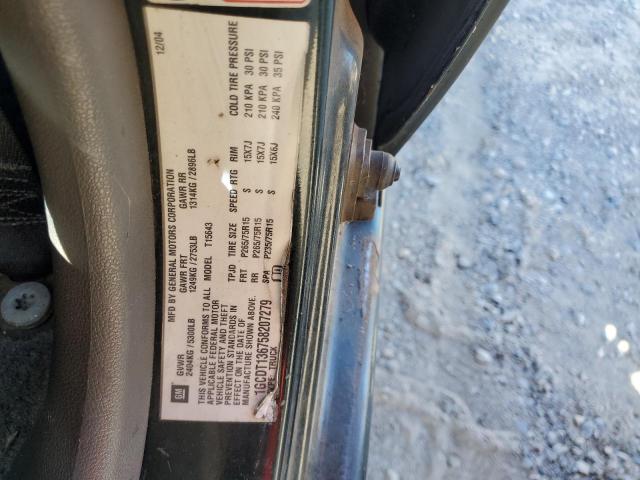 12/04
MFD BY GENERAL MOTORS CORPORATION
GM
GVWR GAWR FRT GAWR RR
2404KG / 5300LB 1249KG / 2753LB 1314KG / 2896LB
THIS VEHICLE CONFORMS TO ALL
APPLICABLE FEDERAL MOTOR
VEHICLE SAFETY AND THEFT
PREVENTION STANDARDS IN
EFFECT ON THE DATE OF
MANUFACTURE SHOWN ABOVE.
1GCDT136758207279
TYPE: TRUCK
MODEL T15643
TPJD TIRE SIZE SPEED RTG RIM COLD TIRE PRESSURE
FRT P265/75R15 S 15X7J 210 KPA 30 PSI
RR P265/75R15 S 15X7J 210 KPA 30 PSI
SPA P235/75R15 S 15X6J 240 KPA 35 PSI